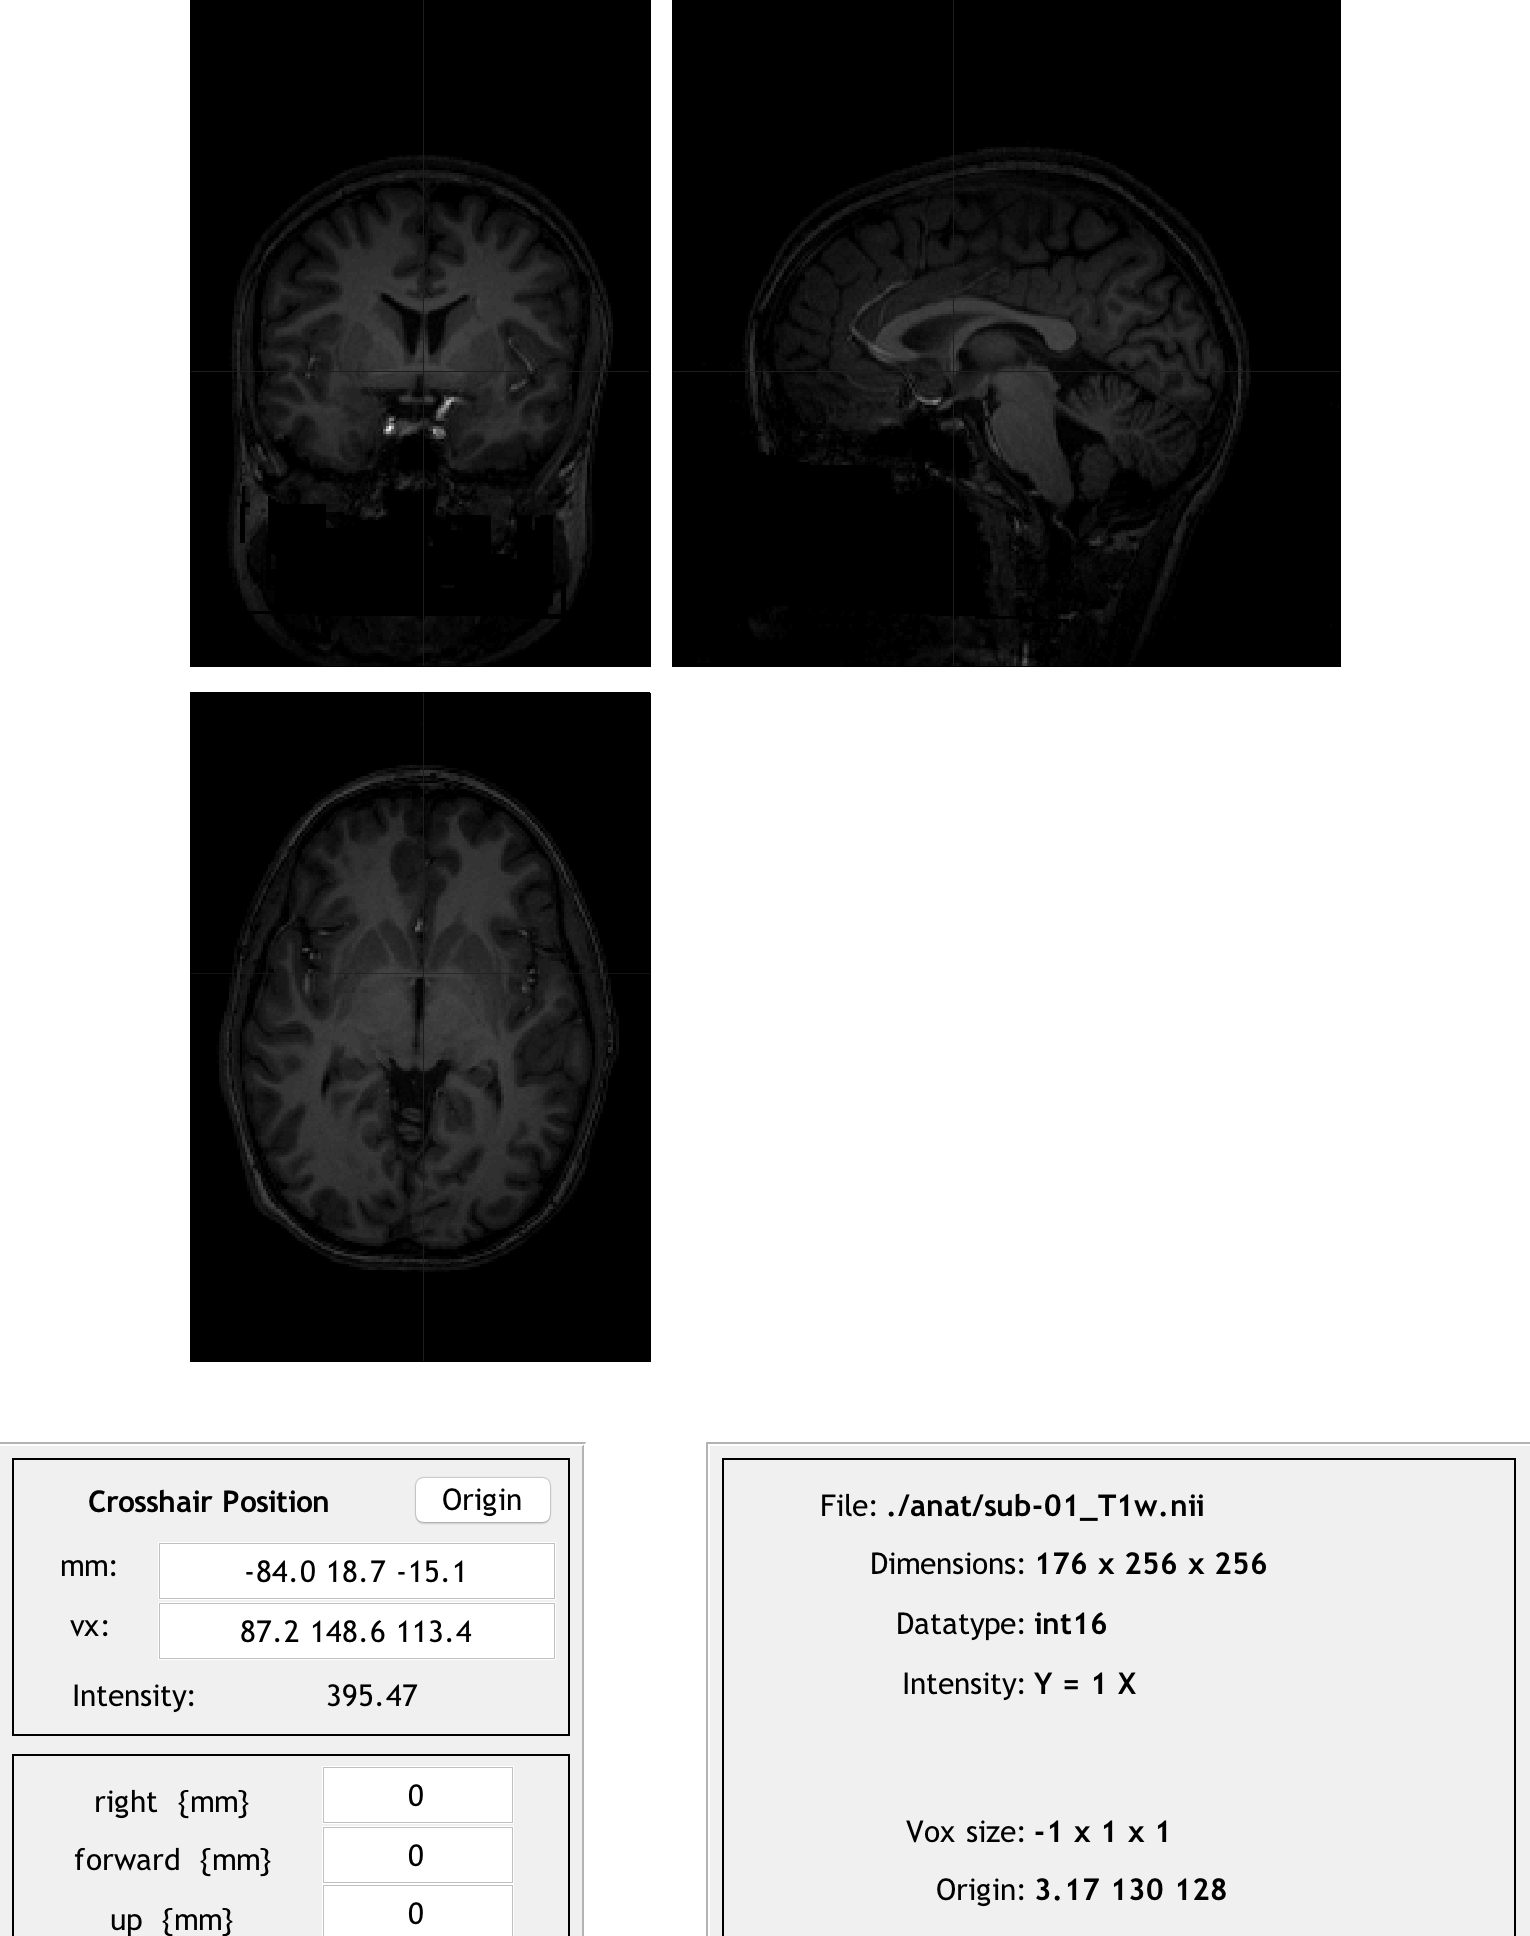 Crosshair Position
Origin
mm:
-84.0 18.7 -15.1
vx:
87.2 148.6 113.4
Intensity:
395.47
right {mm}
0
forward {mm}
0
up {mm}
0
File: ./anat/sub-01_T1w.nii
Dimensions: 176 x 256 x 256
Datatype: int16
Intensity: Y = 1 X
Vox size: -1 x 1 x 1
Origin: 3.17 130 128